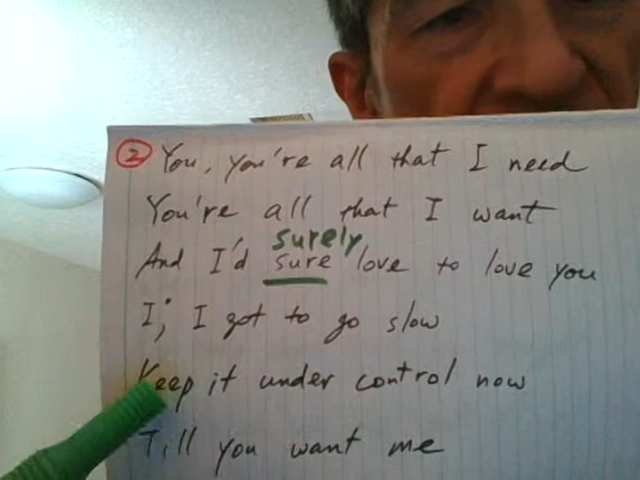 2 You, you're all that I need
You're all that I want
surely
And I'd sure love to love you
I, I got to go slow
Keep it under control now
Till you want me